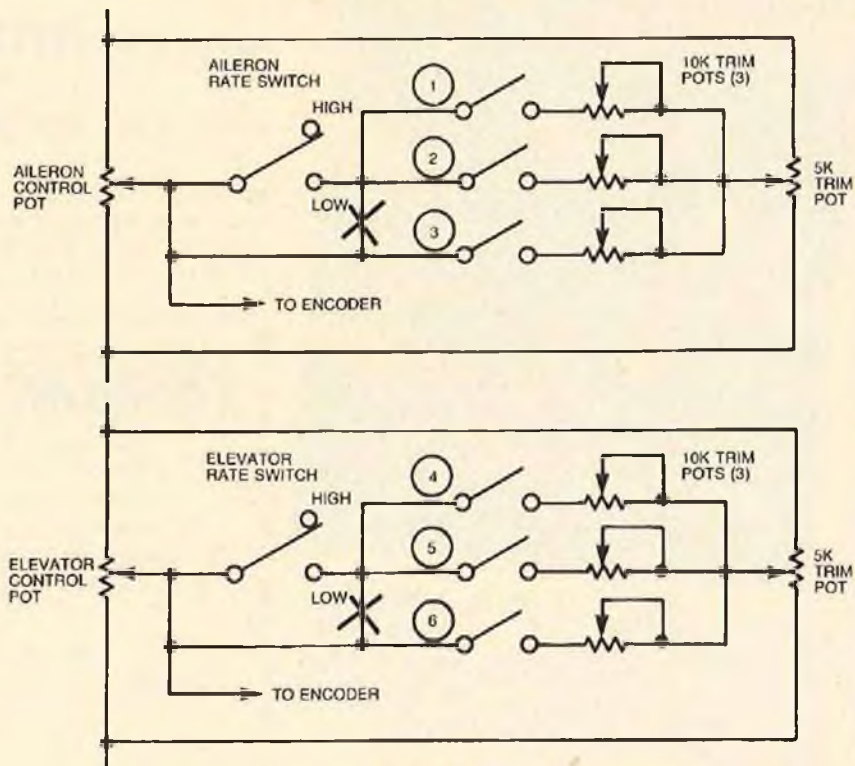 AILERON
RATE SWITCH
HIGH
1
10K TRIM
POTS (3)
2
AILERON
CONTROL
POT
5K
TRIM
POT
LOW
3
TO ENCODER
ELEVATOR
RATE SWITCH
HIGH
4
10K TRIM
POTS (3)
5
ELEVATOR
CONTROL
POT
5K
TRIM
POT
LOW
6
TO ENCODER